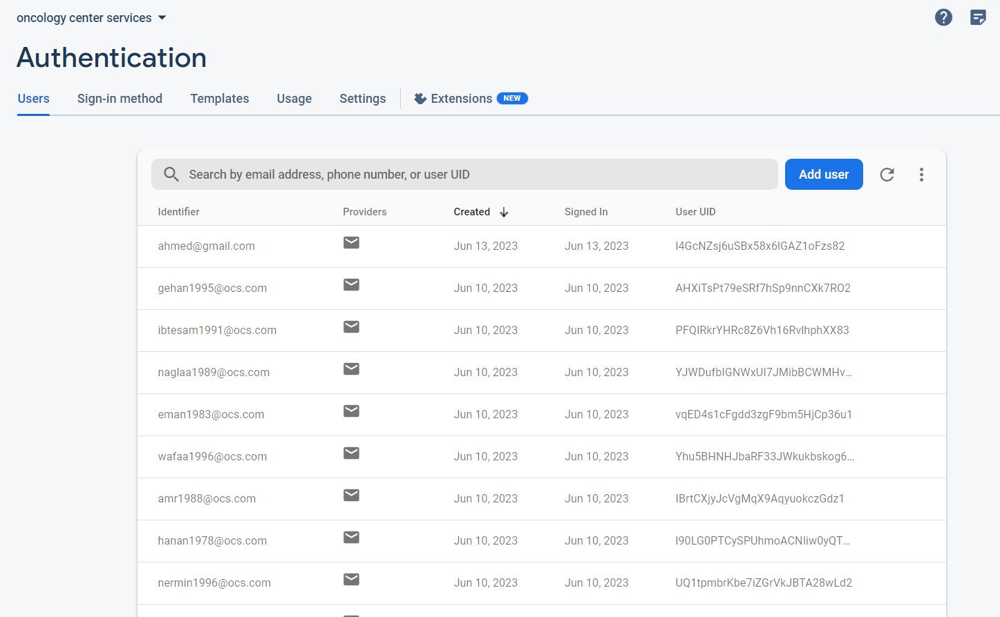 oncology center services
Authentication
Users Sign-in method Templates Usage Settings Extensions NEW
Search by email address, phone number, or user UID Add user
Identifier Providers Created Signed In User UID
ahmed@gmail.com Jun 13, 2023 Jun 13, 2023 I4GcNZsj6uSBx58x6lGAZ1oFzs82
gehan1995@ocs.com Jun 10, 2023 Jun 10, 2023 AHXiTsPt79eSRf7hSp9nnCXk7RO2
ibtesam1991@ocs.com Jun 10, 2023 Jun 10, 2023 PFQIRkrYHRc8Z6Vh16RvIhphXX83
naglaa1989@ocs.com Jun 10, 2023 Jun 10, 2023 YJWDufbIGNWxUI7JMibBCWMHv...
eman1983@ocs.com Jun 10, 2023 Jun 10, 2023 vqED4s1cFgdd3zgF9bm5HjCp36u1
wafaa1996@ocs.com Jun 10, 2023 Jun 10, 2023 Yhu5BHNHJbaRF33JWkukbskog6...
amr1988@ocs.com Jun 10, 2023 Jun 10, 2023 IBrtCXjyJcVgMqX9AqyuokczGdz1
hanan1978@ocs.com Jun 10, 2023 Jun 10, 2023 I90LG0PTCySPUhmoACNIiw0yQT...
nermin1996@ocs.com Jun 10, 2023 Jun 10, 2023 UQ1tpmbrKbe7iZGrVkJBTA28wLd2